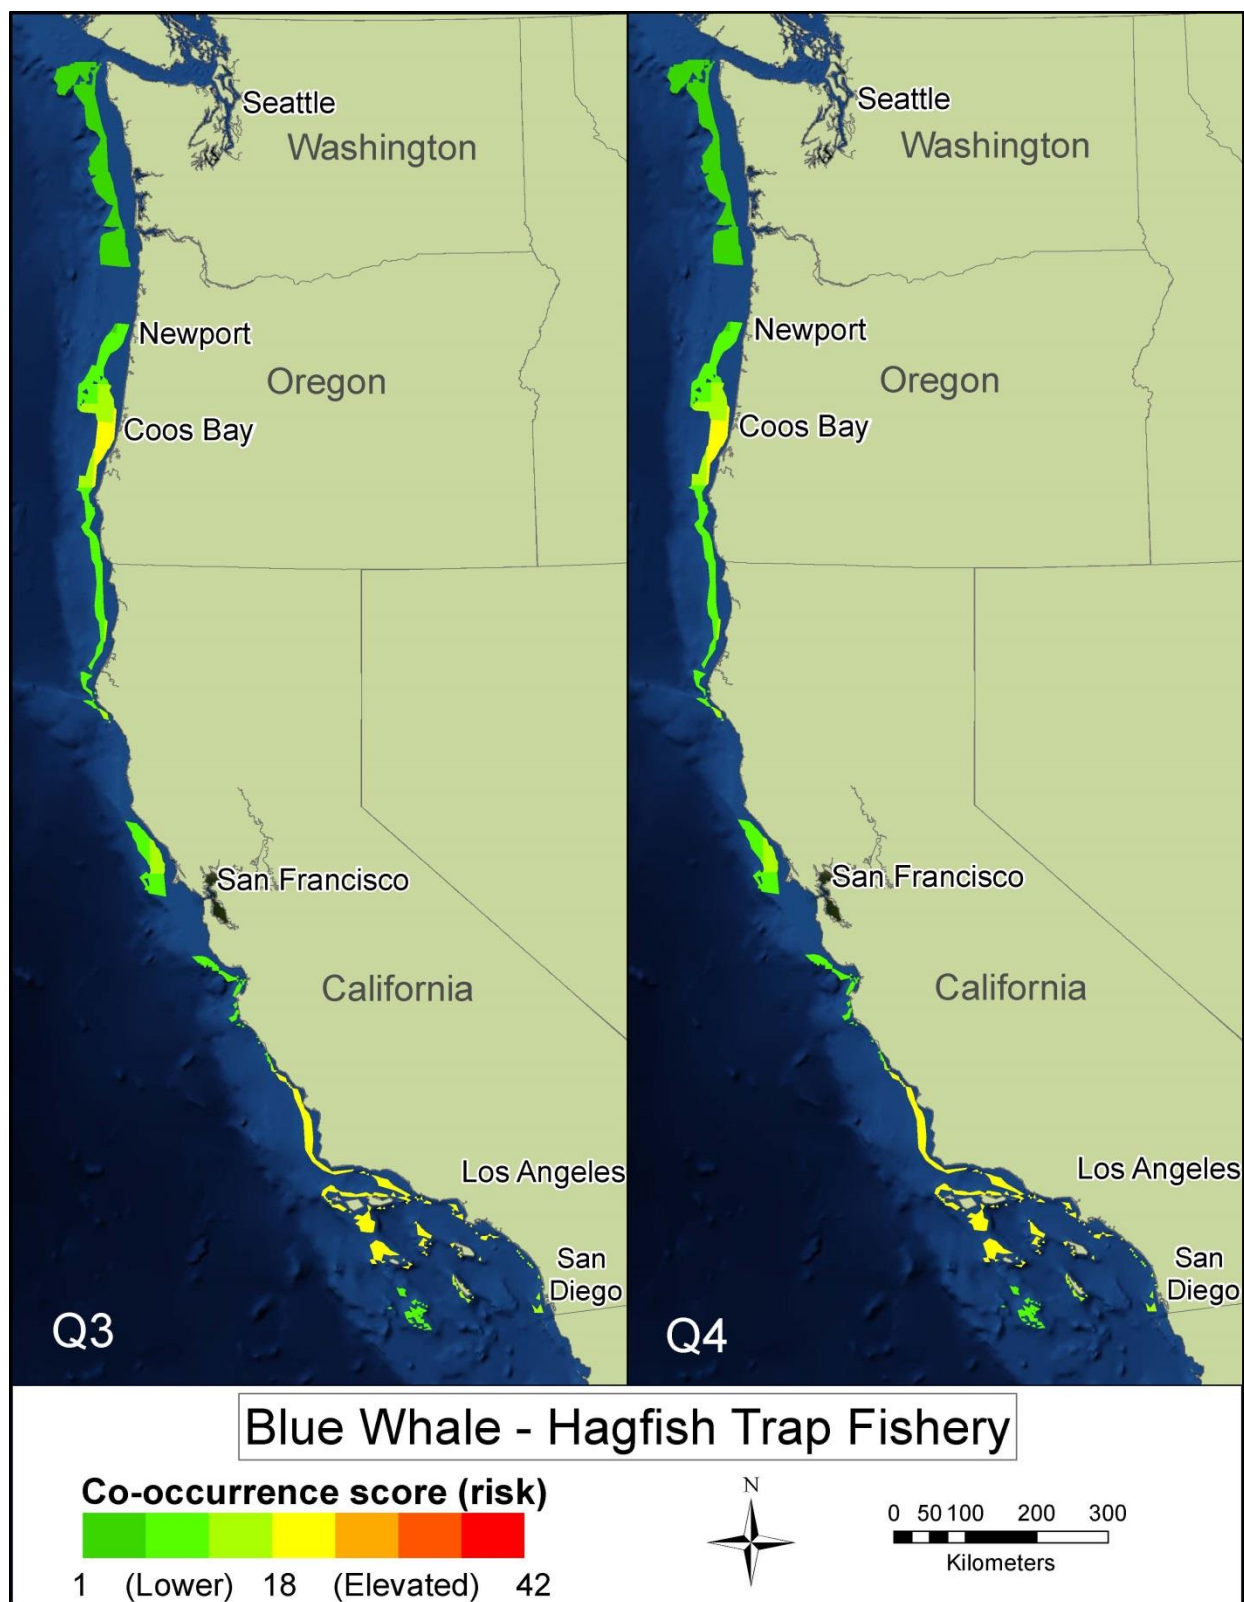 Seattle
Washington
Newport
Oregon
Coos Bay
San Francisco
California
Los Angeles
San
Diego
Q3
Seattle
Washington
Newport
Oregon
Coos Bay
San Francisco
California
Los Angeles
San
Diego
Q4
Blue Whale - Hagfish Trap Fishery
Co-occurrence score (risk)
1 (Lower) 18 (Elevated) 42
N
0 50 100 200 300
Kilometers